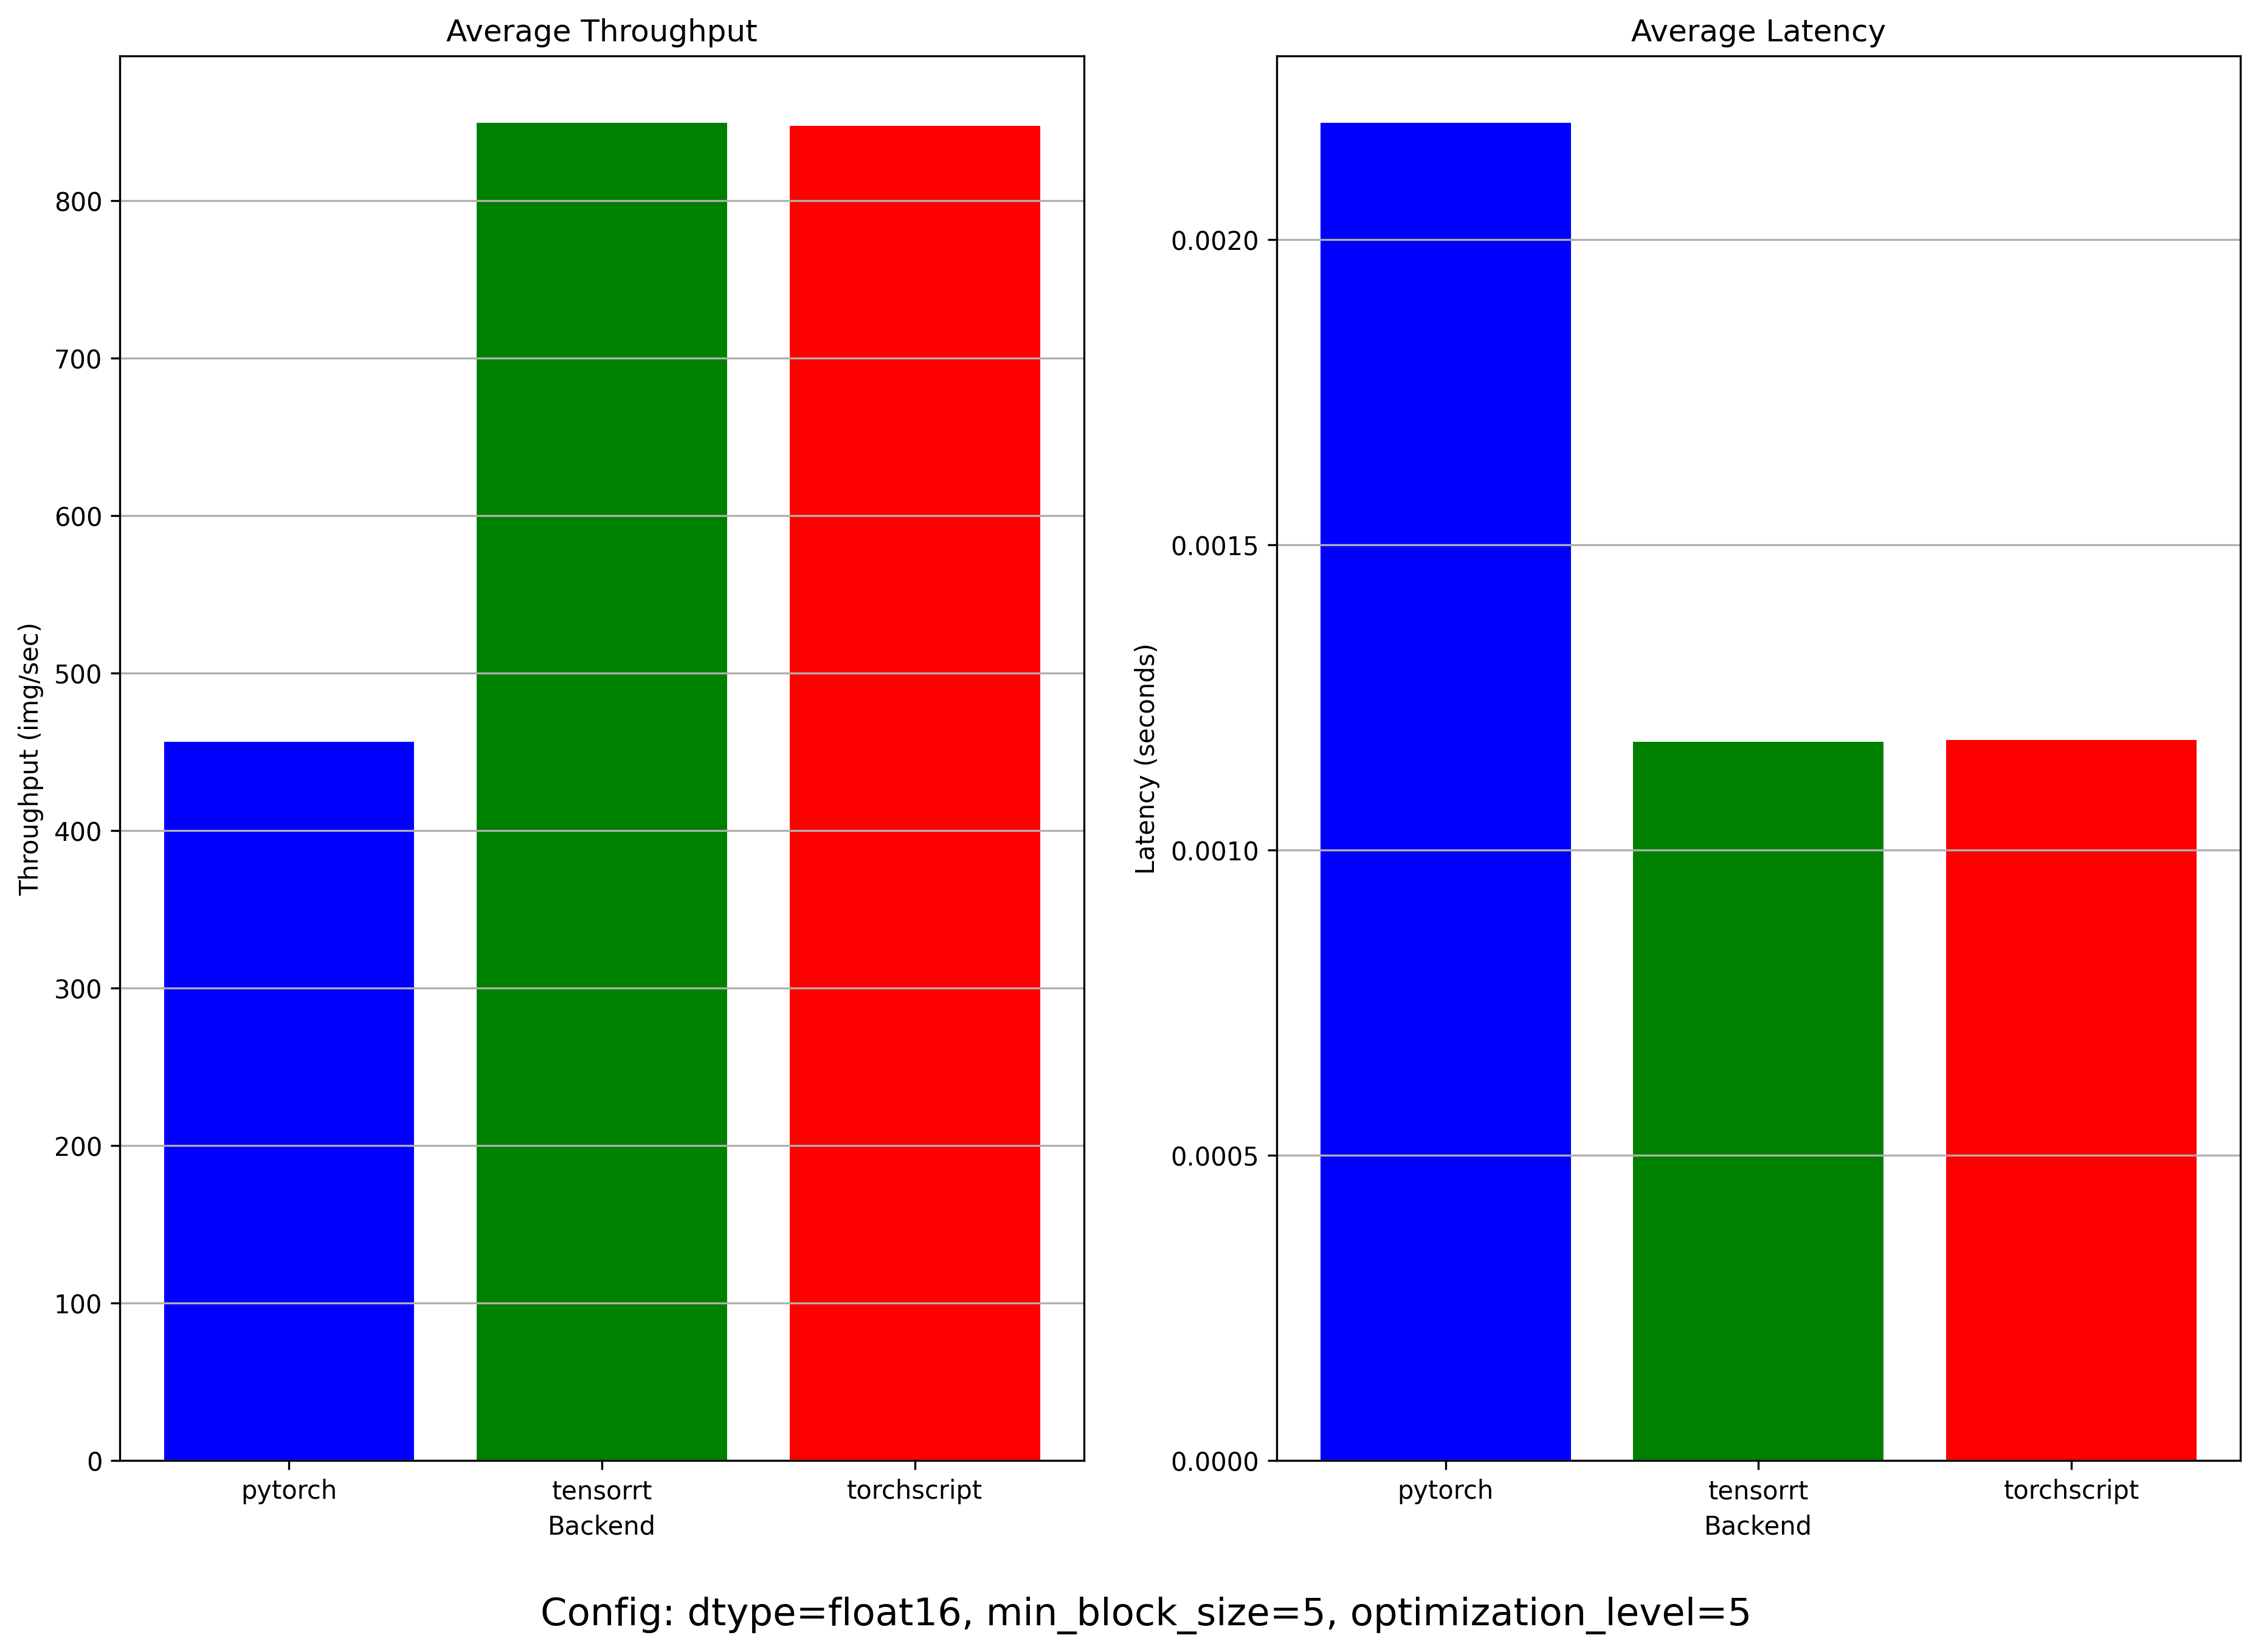 Average Throughput
Throughput (img/sec)
800
700
600
500
400
300
200
100
0
pytorch
tensorrt
torchscript
Backend
Average Latency
Latency (seconds)
0.0020
0.0015
0.0010
0.0005
0.0000
pytorch
tensorrt
torchscript
Backend
Config: dtype=float16, min_block_size=5, optimization_level=5